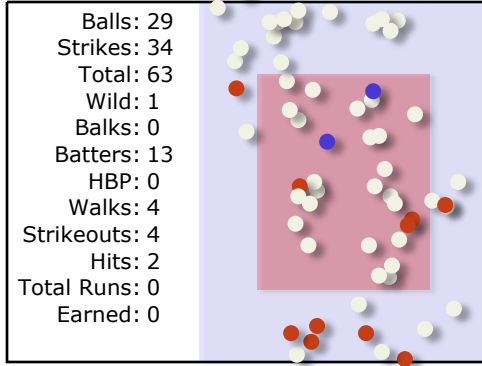 Balls: 29
Strikes: 34
Total: 63
Wild: 1
Balks: 0
Batters: 13
HBP: 0
Walks: 4
Strikeouts: 4
Hits: 2
Total Runs: 0
Earned: 0